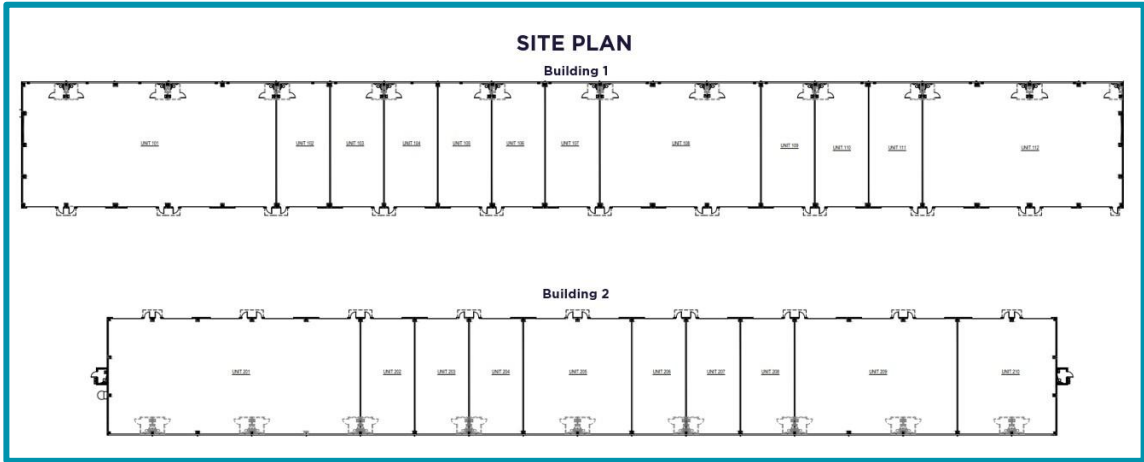 SITE PLAN
Building 1
UNIT 101
UNIT 102
UNIT 103
UNIT 104
UNIT 105
UNIT 106
UNIT 107
UNIT 108
UNIT 109
UNIT 110
UNIT 111
UNIT 112
Building 2
UNIT 201
UNIT 202
UNIT 203
UNIT 204
UNIT 205
UNIT 206
UNIT 207
UNIT 208
UNIT 209
UNIT 210